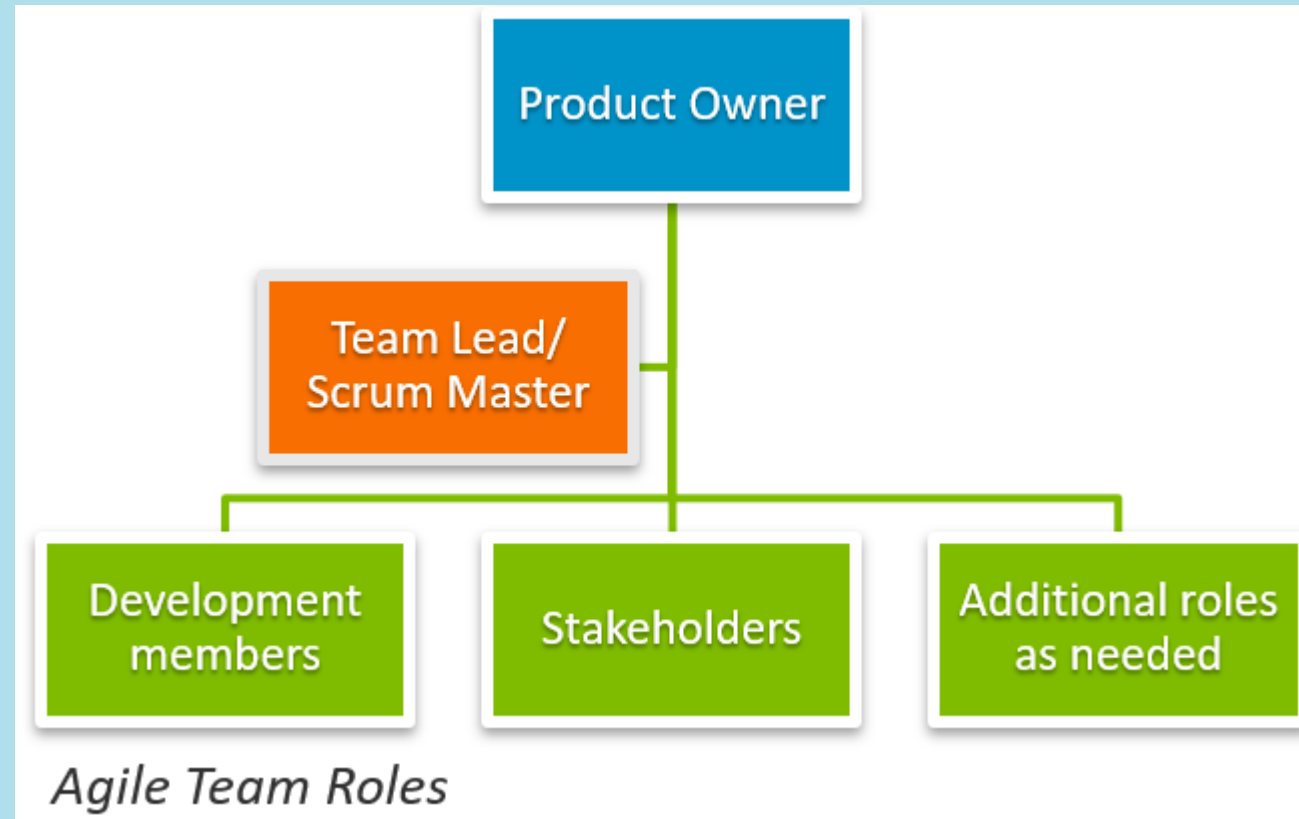 Product Owner
Team Lead/
Scrum Master
Development
members
Stakeholders
Additional roles
as needed
Agile Team Roles